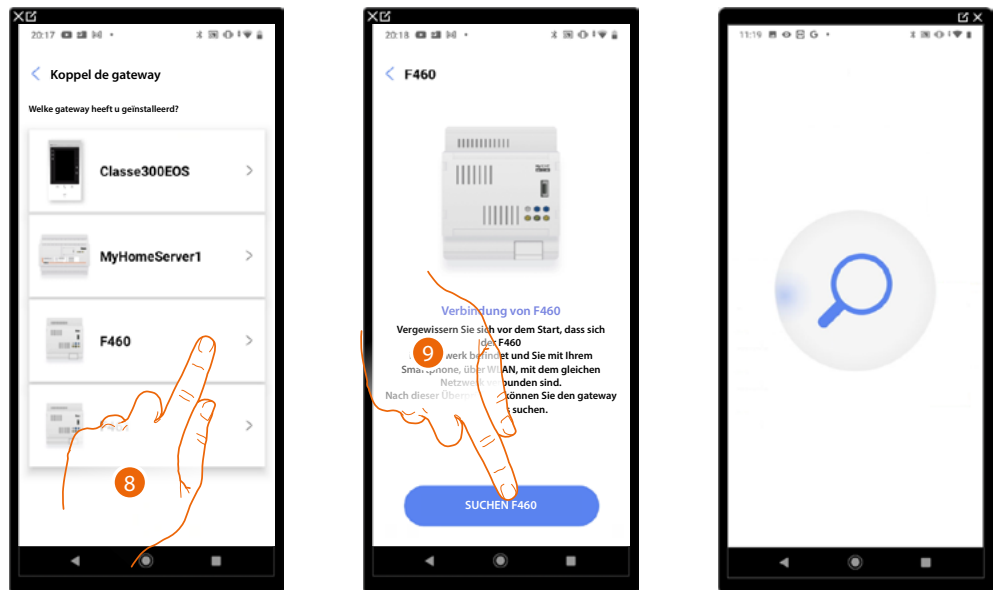 20:17
Koppel de gateway
Welke gateway heeft u geïnstalleerd?
Classe300EOS
MyHomeServer1
F460
8
20:18
F460
Verbindung von F460
Vergewissern Sie sich vor dem Start, dass sich
der F460
werk befindet und Sie mit Ihrem
Smartphone, über WLAN, mit dem gleichen
Netzwerk verbunden sind.
Nach dieser können Sie den gateway
suchen.
9
SUCHEN F460
11:19
G